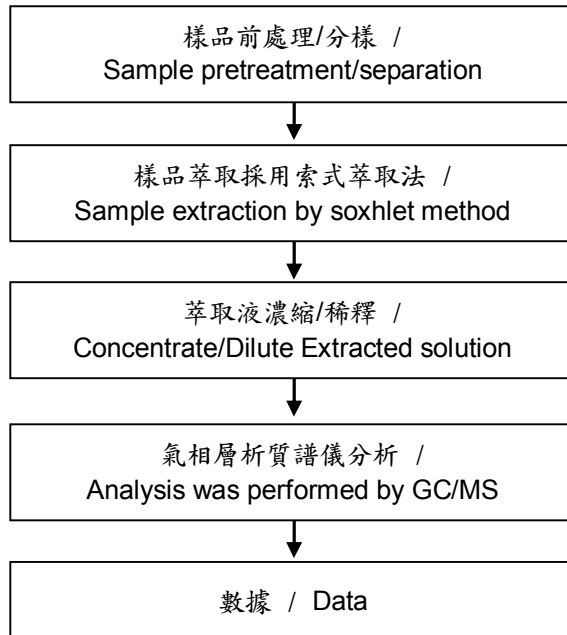 樣品前處理/分樣 /
Sample pretreatment/separation
樣品萃取採用索式萃取法 /
Sample extraction by soxhlet method
萃取液濃縮/稀釋 /
Concentrate/Dilute Extracted solution
氣相層析質譜儀分析 /
Analysis was performed by GC/MS
數據 / Data